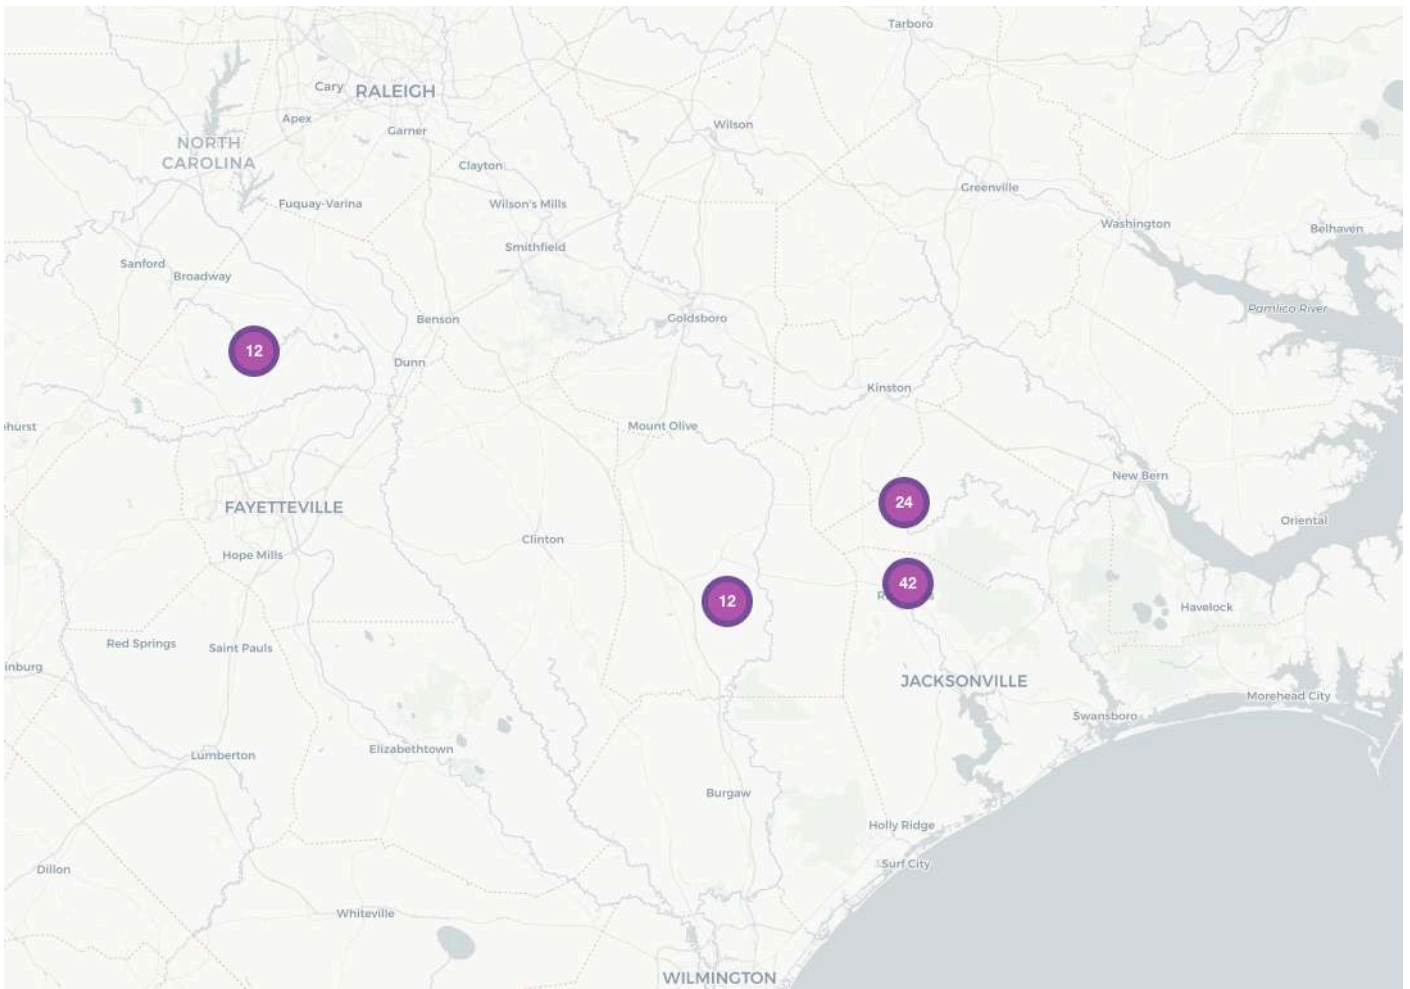 Tarboro
Cary
RALEIGH
Apex
Garner
Wilson
NORTH
CAROLINA
Clayton
Greenville
Fuquay-Varina
Wilson's Mills
Washington
Belhaven
Smithfield
Sanford
Broadway
Pamlico River
Benson
Goldsboro
12
Dunn
Kinston
hurst
Mount Olive
New Bern
24
FAYETTEVILLE
Oriental
Clinton
Hope Mills
42
12
Havelock
Red Springs
Saint Pauls
inburg
JACKSONVILLE
Morehead City
Swansboro
Lumberton
Elizabethtown
Burgaw
Holly Ridge
Surf City
Dillon
Whiteville
WILMINGTON